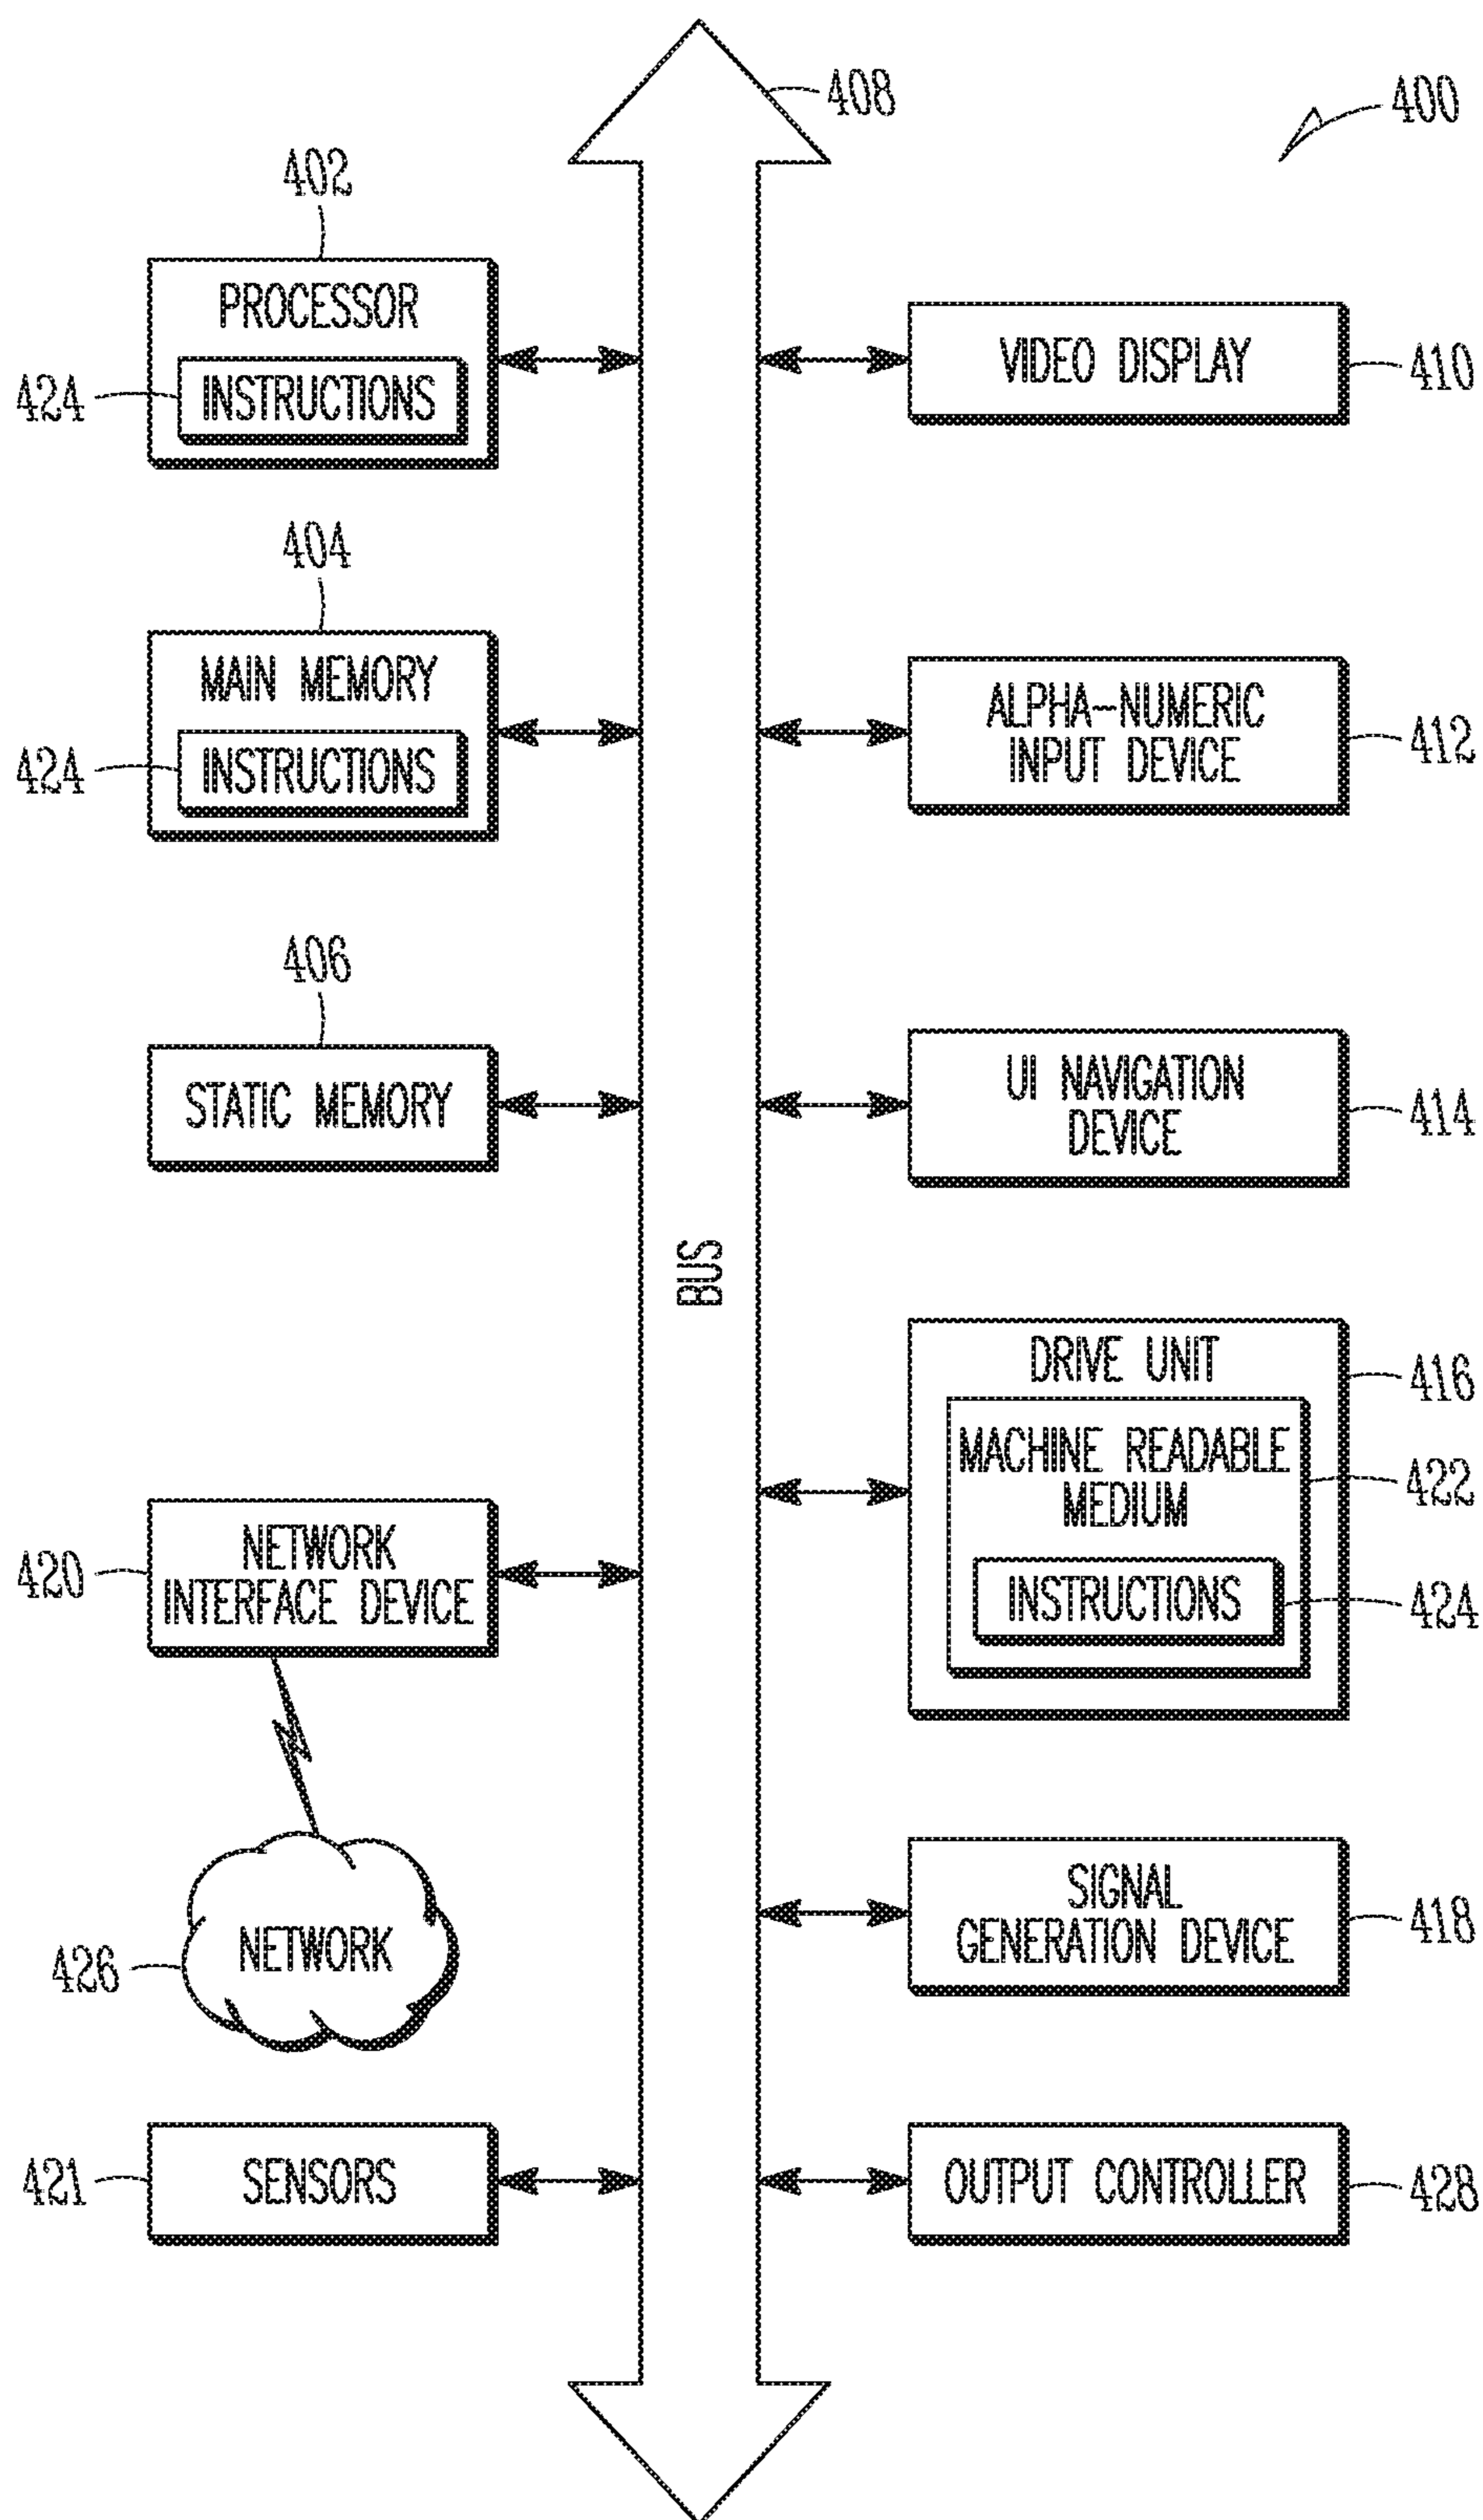 408
400
402
PROCESSOR
424
INSTRUCTIONS
VIDEO DISPLAY
410
404
MAIN MEMORY
424
INSTRUCTIONS
ALPHA-NUMERIC
INPUT DEVICE
412
406
STATIC MEMORY
UI NAVIGATION
DEVICE
414
BUS
DRIVE UNIT
416
MACHINE READABLE
MEDIUM
422
INSTRUCTIONS
424
420
NETWORK
INTERFACE DEVICE
426
NETWORK
SIGNAL
GENERATION DEVICE
418
421
SENSORS
OUTPUT CONTROLLER
428